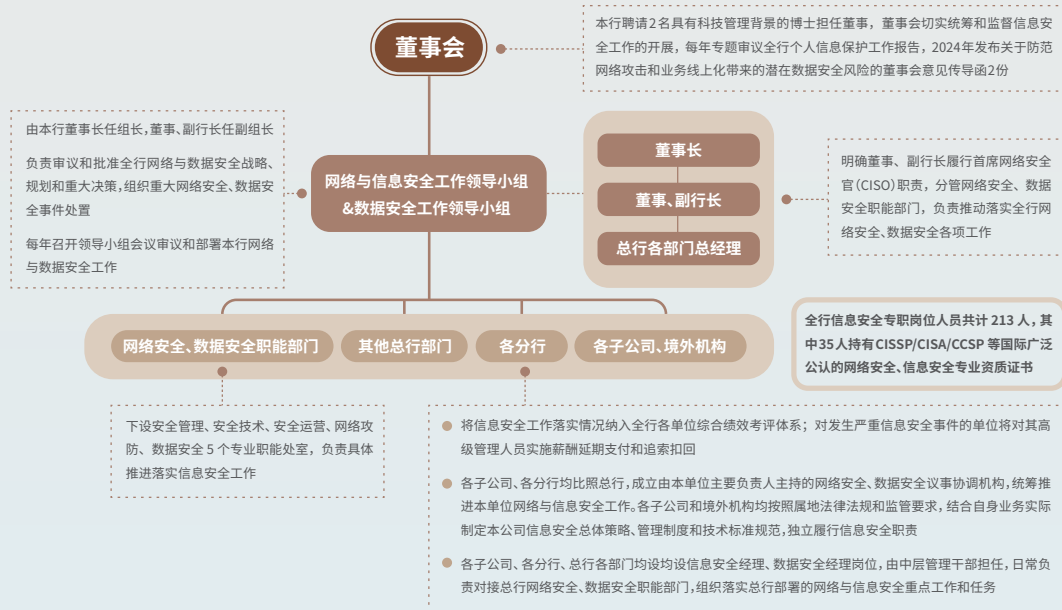 董事会
本行聘请2名具有科技管理背景的博士担任董事，董事会切实统筹和监督信息安
全工作的开展，每年专题审议全行个人信息保护工作报告，2024年发布关于防范
网络攻击和业务线上化带来的潜在数据安全风险的董事会意见传导函2份
由本行董事长任组长，董事、副行长任副组长
负责审议和批准全行网络与数据安全战略、
规划和重大决策，组织重大网络安全、数据安
全事件处置
每年召开领导小组会议审议和部署本行网络
与数据安全工作
网络与信息安全工作领导小组
&数据安全工作领导小组
董事长
董事、副行长
总行各部门总经理
明确董事、副行长履行首席网络安全
官（CISO）职责，分管网络安全、数据
安全职能部门，负责推动落实全行网
络安全、数据安全各项工作
全行信息安全专职岗位人员共计 213 人，其
中35人持有CISSP/CISA/CCSP 等国际广泛
公认的网络安全、信息安全专业资质证书
网络安全、数据安全职能部门
其他总行部门
各分行
各子公司、境外机构
下设安全管理、安全技术、安全运营、网络攻
防、数据安全 5 个专业职能处室，负责具体
推进落实信息安全工作
将信息安全工作落实情况纳入全行各单位综合绩效考评体系；对发生严重信息安全事件的单位将对其高
级管理人员实施薪酬延期支付和追索扣回
各子公司、各分行均比照总行，成立由本单位主要负责人主持的网络安全、数据安全议事协调机构，统筹推
进本单位网络与信息安全工作。各子公司和境外机构均按照属地法律法规和监管要求，结合自身业务实际
制定本公司信息安全总体策略、管理制度和技术标准规范，独立履行信息安全职责
各子公司、各分行、总行各部门均设均设信息安全经理、数据安全经理岗位，由中层管理干部担任，日常负
责对接总行网络安全、数据安全职能部门，组织落实总行部署的网络与信息安全重点工作和任务